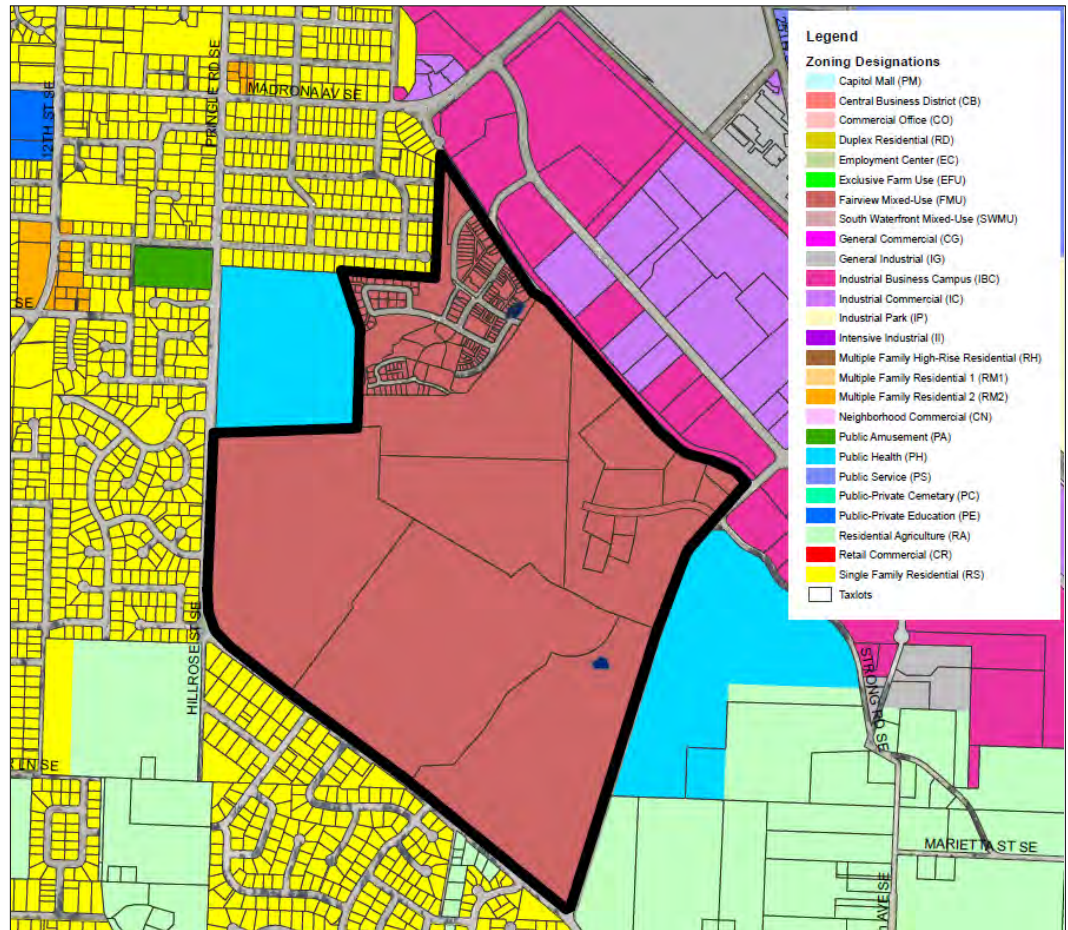 MADRONA AV SE
PRINGLE RD SE
12TH ST SE
SE
HILLROSE ST SE
LN SE
STRONG RD SE
MARIETTA ST SE
AVE SE
Legend
Zoning Designations
Capitol Mall (PM)
Central Business District (CB)
Commercial Office (CO)
Duplex Residential (RD)
Employment Center (EC)
Exclusive Farm Use (EFU)
Fairview Mixed-Use (FMU)
South Waterfront Mixed-Use (SWMU)
General Commercial (CG)
General Industrial (IG)
Industrial Business Campus (IBC)
Industrial Commercial (IC)
Industrial Park (IP)
Intensive Industrial (II)
Multiple Family High-Rise Residential (RH)
Multiple Family Residential 1 (RM1)
Multiple Family Residential 2 (RM2)
Neighborhood Commercial (CN)
Public Amusement (PA)
Public Health (PH)
Public Service (PS)
Public-Private Cemetary (PC)
Public-Private Education (PE)
Residential Agriculture (RA)
Retail Commercial (CR)
Single Family Residential (RS)
Taxlots